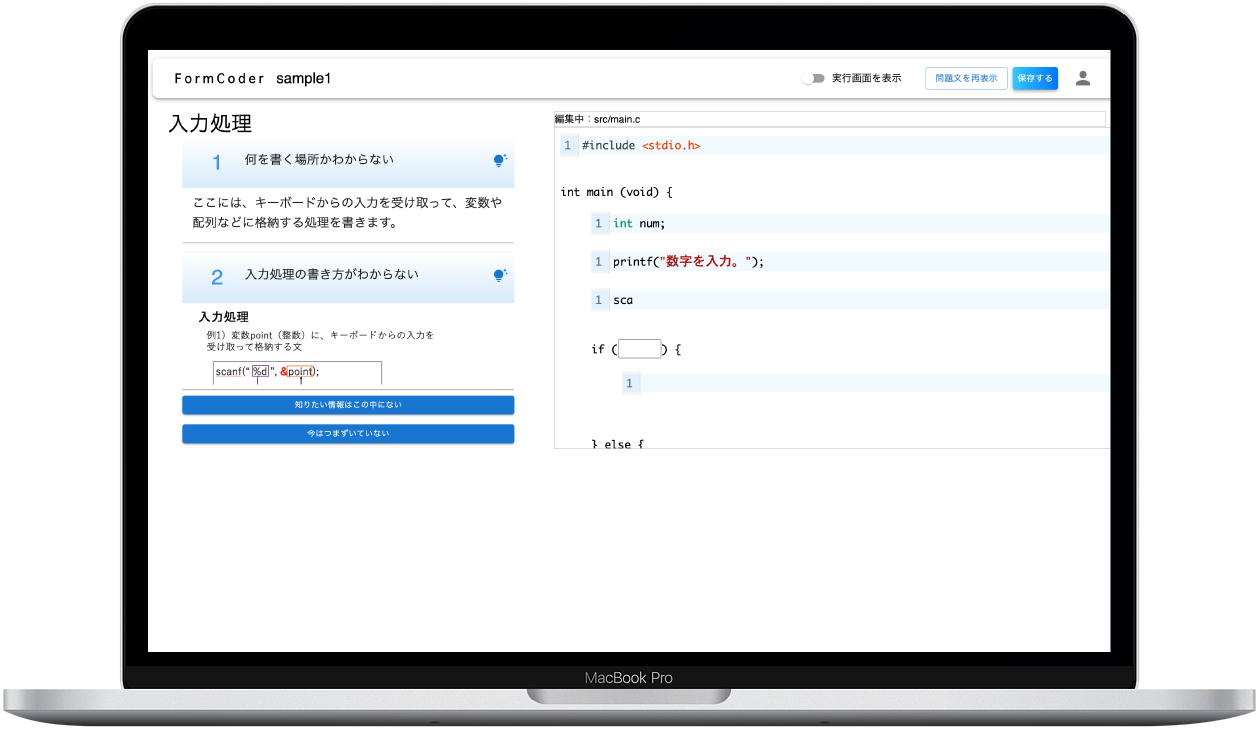 FormCoder sample1
実行画面を表示
問題文を再表示
保存する
入力処理
1 何を書く場所かわからない
ここには、キーボードからの入力を受け取って、変数や
配列などに格納する処理を書きます。
2 入力処理の書き方がわからない
入力処理
例1）変数point（整数）に、キーボードからの入力を
受け取って格納する文
scanf(“ %d ”, &point);
知りたい情報はこの中にない
今はつまずいていない
編集中：src/main.c
1 #include <stdio.h>
int main (void) {
1 int num;
1 printf("数字を入力。");
1 sca
if ( ) {
1
} else {
MacBook Pro